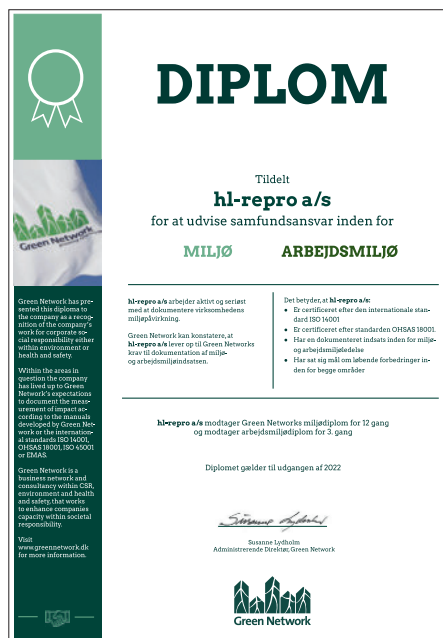 DIPLOM
Tildelt
hl-repro a/s
for at udvise samfundsansvar inden for
MILJØ ARBEJDSMILJØ
Green Network
Green Network has pre-
sented this diploma to
the company as a recog-
nition of the company's
work for corporate so-
cial responsibility either
within environment or
health and safety.
Within the areas in
question the company
has lived up to Green
Network's expectations
to document the meas-
urement of impact ac-
cording to the manuals
developed by Green Net-
work or the internation-
al standards ISO 14001,
OHSAS 18001, ISO 45001
or EMAS.
Green Network is a
business network and
consultancy within CSR,
environment and health
and safety, that works
to enhance companies
capacity within societal
responsibility.
Visit
www.greennetwork.dk
for more information.
hl-repro a/s arbejder aktivt og seriøst
med at dokumentere virksomhedens
miljøpåvirkning.
Green Network kan konstatere, at
hl-repro a/s lever op til Green Networks
krav til dokumentation af miljø-
og arbejdsmiljøindsatsen.
Det betyder, at hl-repro a/s:
• Er certificeret efter den internationale stan-
dard ISO 14001
• Er certificeret efter standarden OHSAS 18001.
• Har en dokumenteret indsats inden for miljø-
og arbejdsmiljøledelse
• Har sat sig mål om løbende forbedringer in-
den for begge områder
hl-repro a/s modtager Green Networks miljødiplom for 12 gang
og modtager arbejdsmiljødiplom for 3. gang
Diplomet gælder til udgangen af 2022
Susanne Lydholm
Susanne Lydholm
Administrerende Direktør, Green Network
Green Network